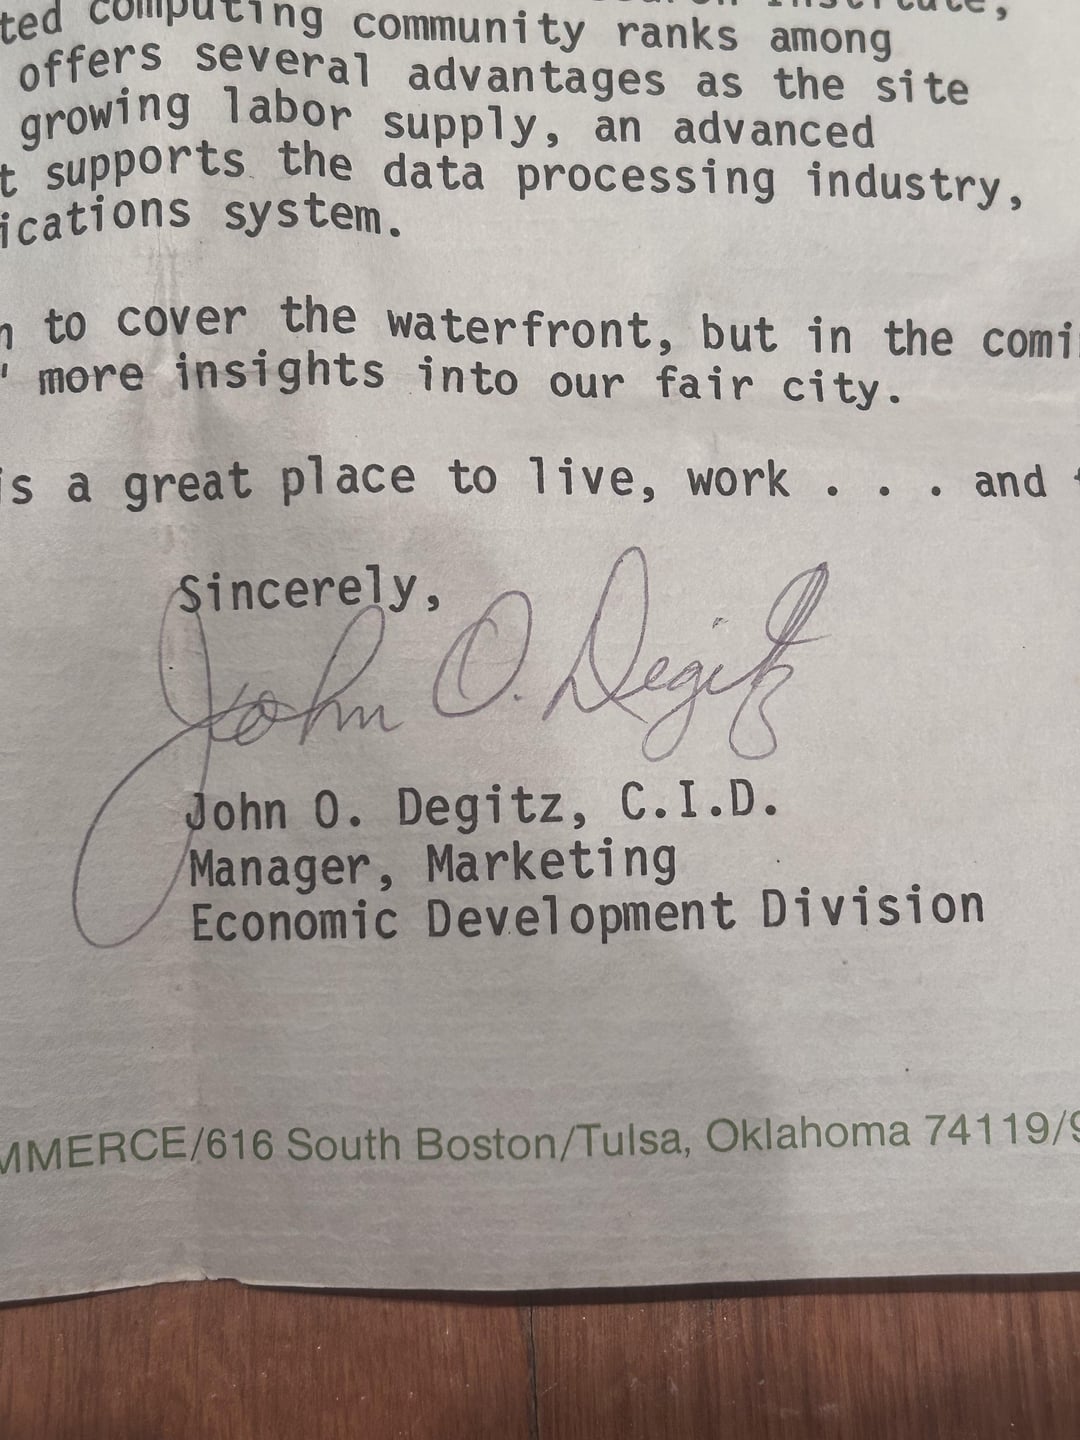 computing community ranks among
offers several advantages as the site
growing labor supply, an advanced
supports the data processing industry,
system.
to cover the waterfront, but in the
more insights into our fair city.
a great place to live, work . . . and
Sincerely,
John O. Degitz
John O. Degitz, C.I.D.
Manager, Marketing
Economic Development Division
MMERCE/616 South Boston/Tulsa, Oklahoma 74119/9